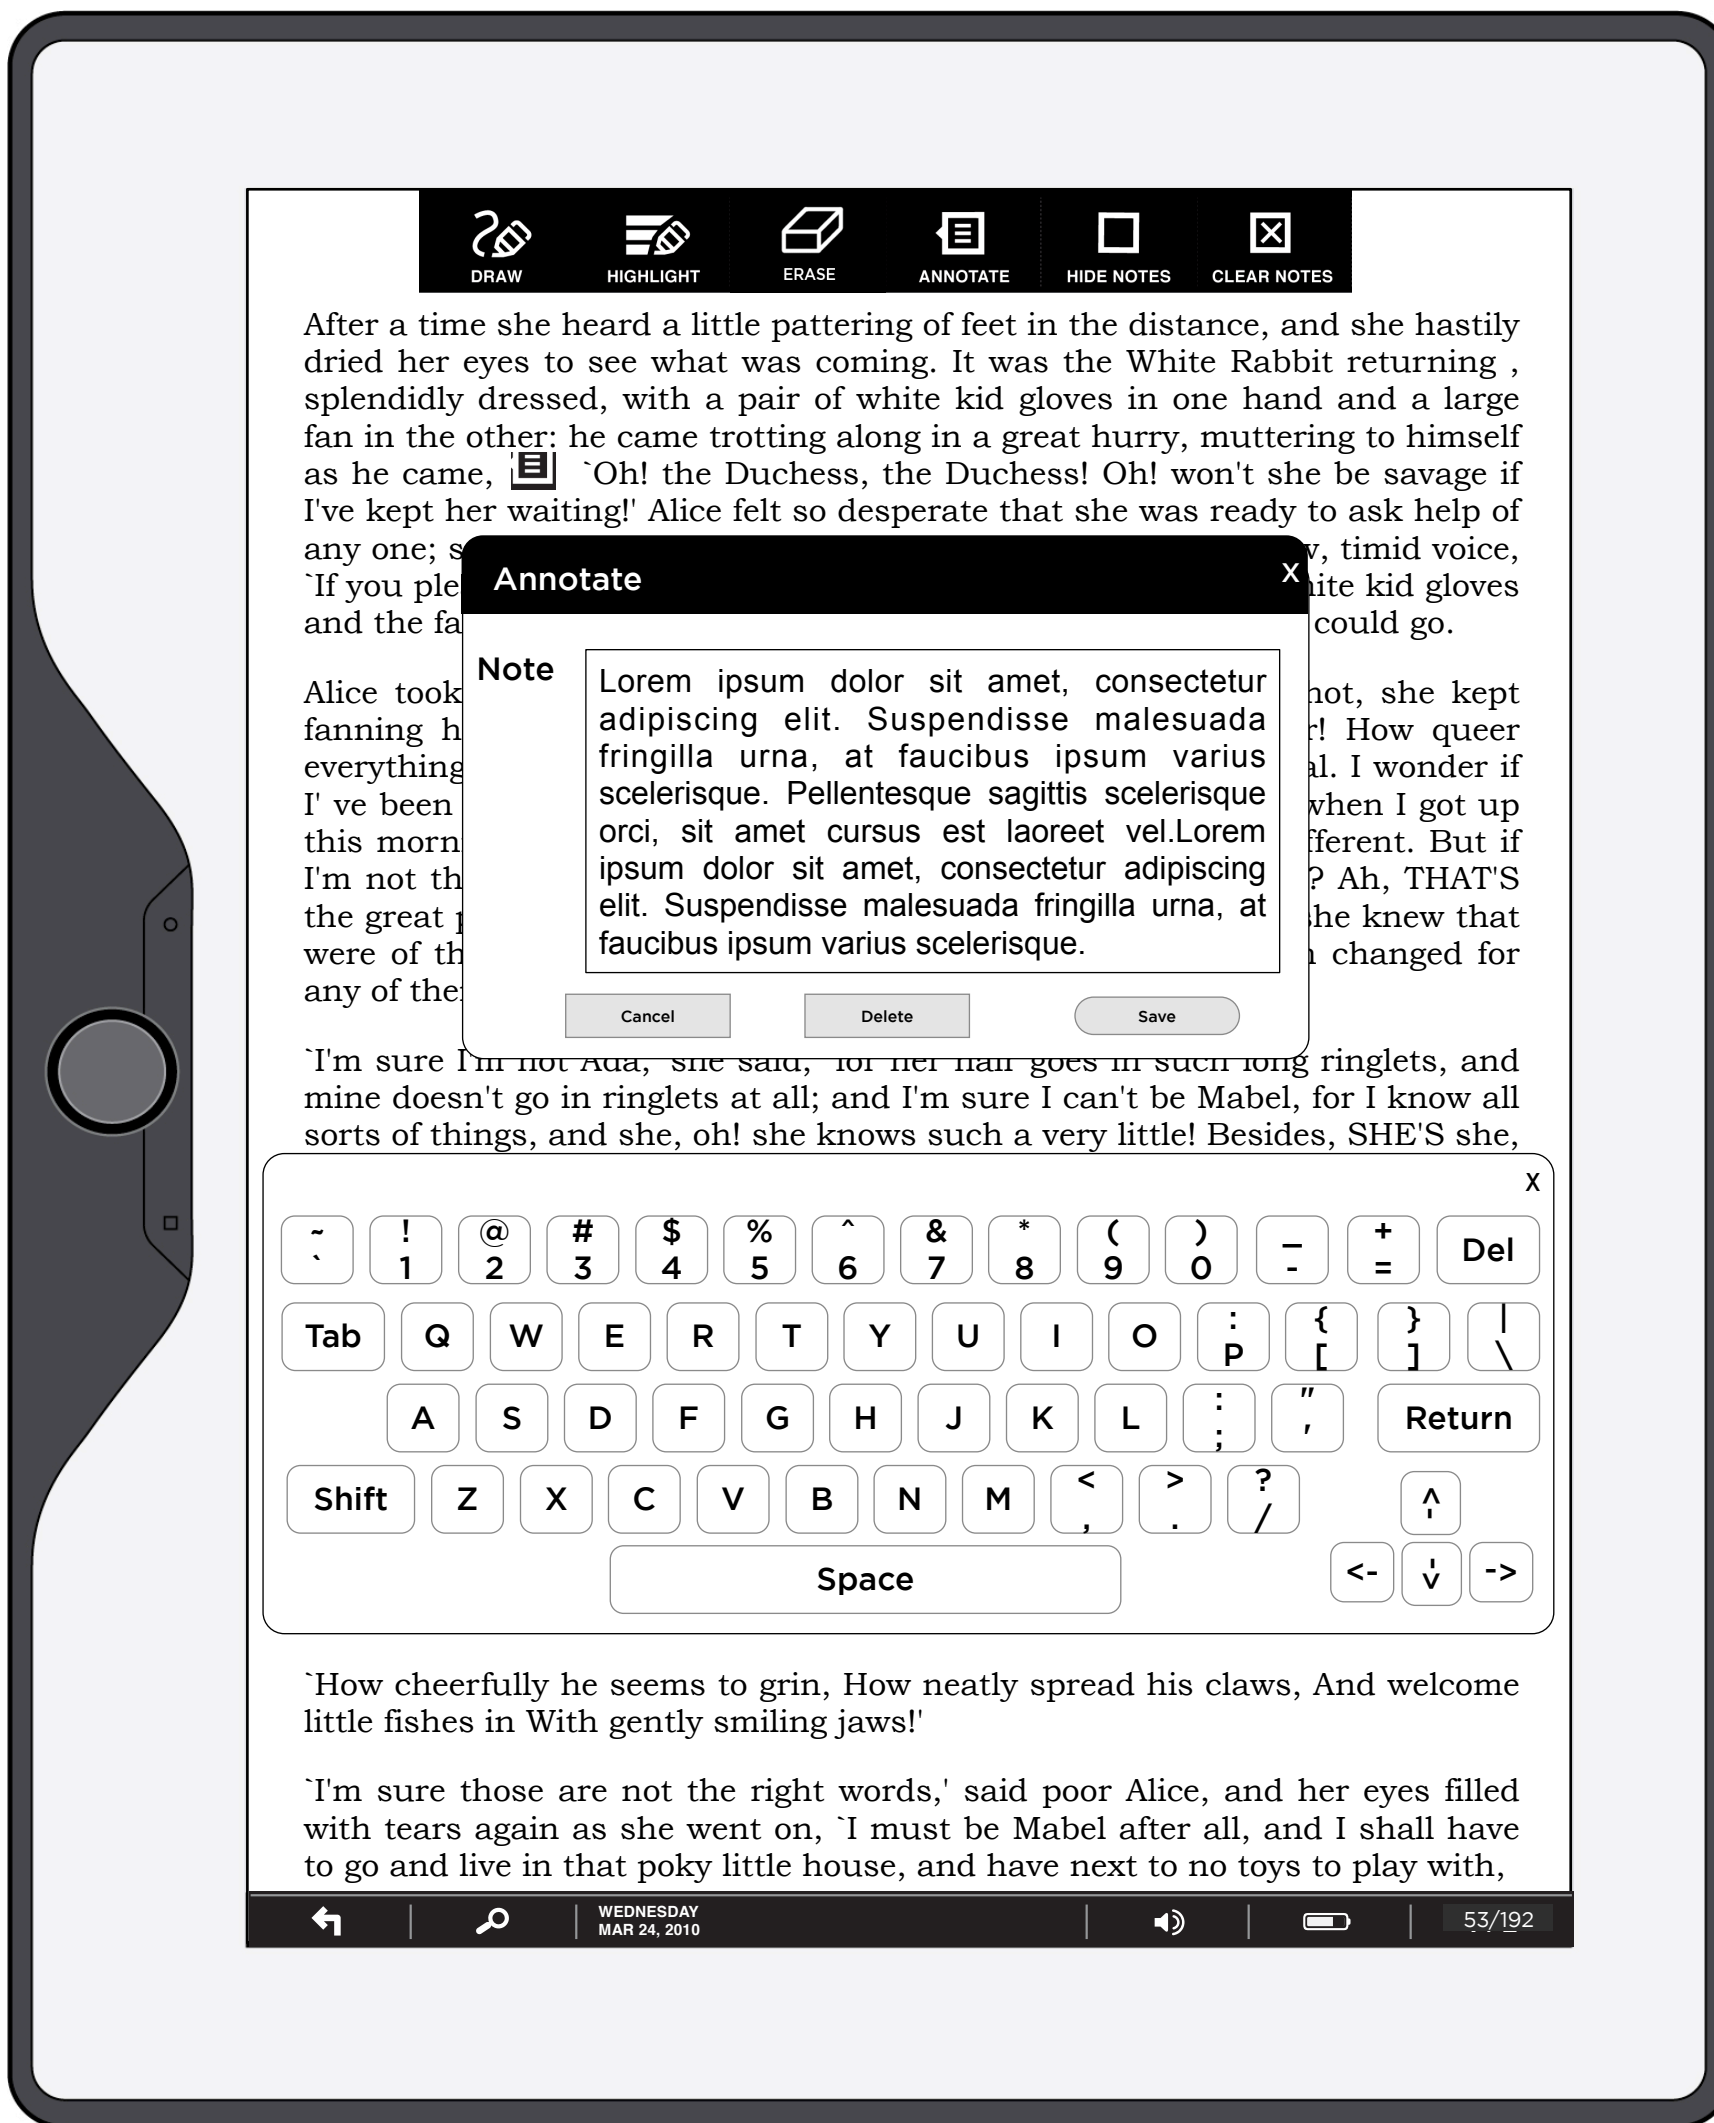 DRAW HIGHLIGHT ERASE ANNOTATE HIDE NOTES CLEAR NOTES
After a time she heard a little pattering of feet in the distance, and she hastily
dried her eyes to see what was coming. It was the White Rabbit returning ,
splendidly dressed, with a pair of white kid gloves in one hand and a large
fan in the other: he came trotting along in a great hurry, muttering to himself
as he came, `Oh! the Duchess, the Duchess! Oh! won't she be savage if
I've kept her waiting!' Alice felt so desperate that she was ready to ask help of
any one; timid voice,
`If you kid gloves
and the could go.
Annotate X
Note
Lorem ipsum dolor sit amet, consectetur
adipiscing elit. Suspendisse malesuada
fringilla urna, at faucibus ipsum varius
scelerisque. Pellentesque sagittis scelerisque
orci, sit amet cursus est laoreet vel.Lorem
ipsum dolor sit amet, consectetur adipiscing
elit. Suspendisse malesuada fringilla urna, at
faucibus ipsum varius scelerisque.
Cancel Delete Save
Alice took hot, she kept
fanning How queer
everything I wonder if
I' ve been when I got up
this But if
I'm not ? Ah, THAT'S
the great she knew that
were of changed for
any of
`I'm sure I'm not Ada,' she said, `for her hair goes in such long ringlets, and
mine doesn't go in ringlets at all; and I'm sure I can't be Mabel, for I know all
sorts of things, and she, oh! she knows such a very little! Besides, SHE'S she,
X
~ ! @ # $ % ^ & * ( ) _ +
` 1 2 3 4 5 6 7 8 9 0 - = Del
Tab Q W E R T Y U I O : P { [ } ] | \
A S D F G H J K L : ; " ' Return
Shift Z X C V B N M < , > . ? / ^
Space <- v ->
`How cheerfully he seems to grin, How neatly spread his claws, And welcome
little fishes in With gently smiling jaws!'
`I'm sure those are not the right words,' said poor Alice, and her eyes filled
with tears again as she went on, `I must be Mabel after all, and I shall have
to go and live in that poky little house, and have next to no toys to play with,
WEDNESDAY
MAR 24, 2010
53/192